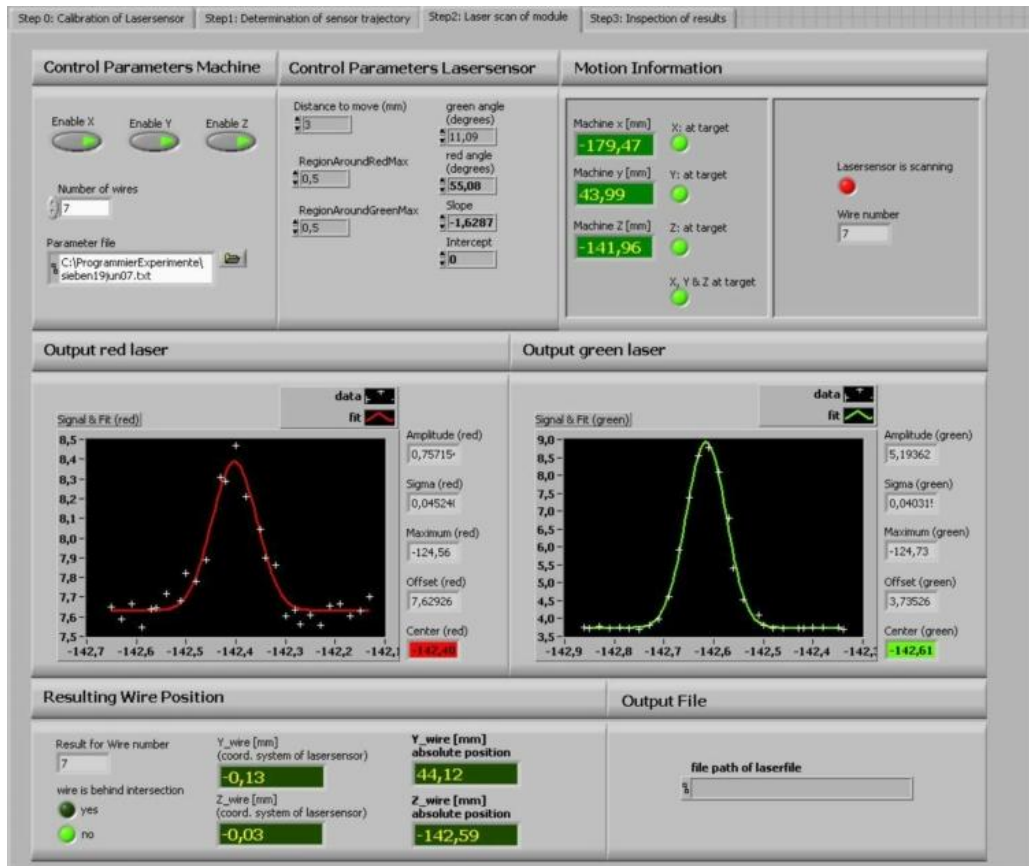 Step 0: Calibration of Lasersensor
Step1: Determination of sensor trajectory
Step2: Laser scan of module
Step3: Inspection of results
Control Parameters Machine
Enable X
Enable Y
Enable Z
Number of wires
7
Parameter file
C:\ProgrammierExperimente\
sieben19jun07.txt
Control Parameters Lasersensor
Distance to move (mm)
3
RegionAroundRedMax
0,5
RegionAroundGreenMax
0,5
green angle
(degrees)
11,09
red angle
(degrees)
55,08
Slope
-1,6287
Intercept
0
Motion Information
Machine x [mm]
-179,47
X: at target
Machine y [mm]
43,99
Y: at target
Machine Z [mm]
-141,96
Z: at target
X, Y & Z at target
Lasersensor is scanning
Wire number
7
Output red laser
data
fit
Signal & Fit (red)
8,5
8,4
8,3
8,2
8,1
8,0
7,9
7,8
7,7
7,6
7,5
-142,7 -142,6 -142,5 -142,4 -142,3 -142,2 -142,1
Amplitude (red)
0,75715
Sigma (red)
0,04524
Maximum (red)
-124,56
Offset (red)
7,62926
Center (red)
-142,40
Output green laser
data
fit
Signal & Fit (green)
9,0
8,5
8,0
7,5
7,0
6,5
6,0
5,5
5,0
4,5
4,0
3,5
-142,9 -142,8 -142,7 -142,6 -142,5 -142,4
Amplitude (green)
5,19362
Sigma (green)
0,04031
Maximum (green)
-124,73
Offset (green)
3,73526
Center (green)
-142,61
Resulting Wire Position
Result for Wire number
7
wire is behind intersection
yes
no
Y_wire [mm]
(coord. system of lasersensor)
-0,13
Z_wire [mm]
(coord. system of lasersensor)
-0,03
Y_wire [mm]
absolute position
44,12
Z_wire [mm]
absolute position
-142,59
Output File
file path of laserfile